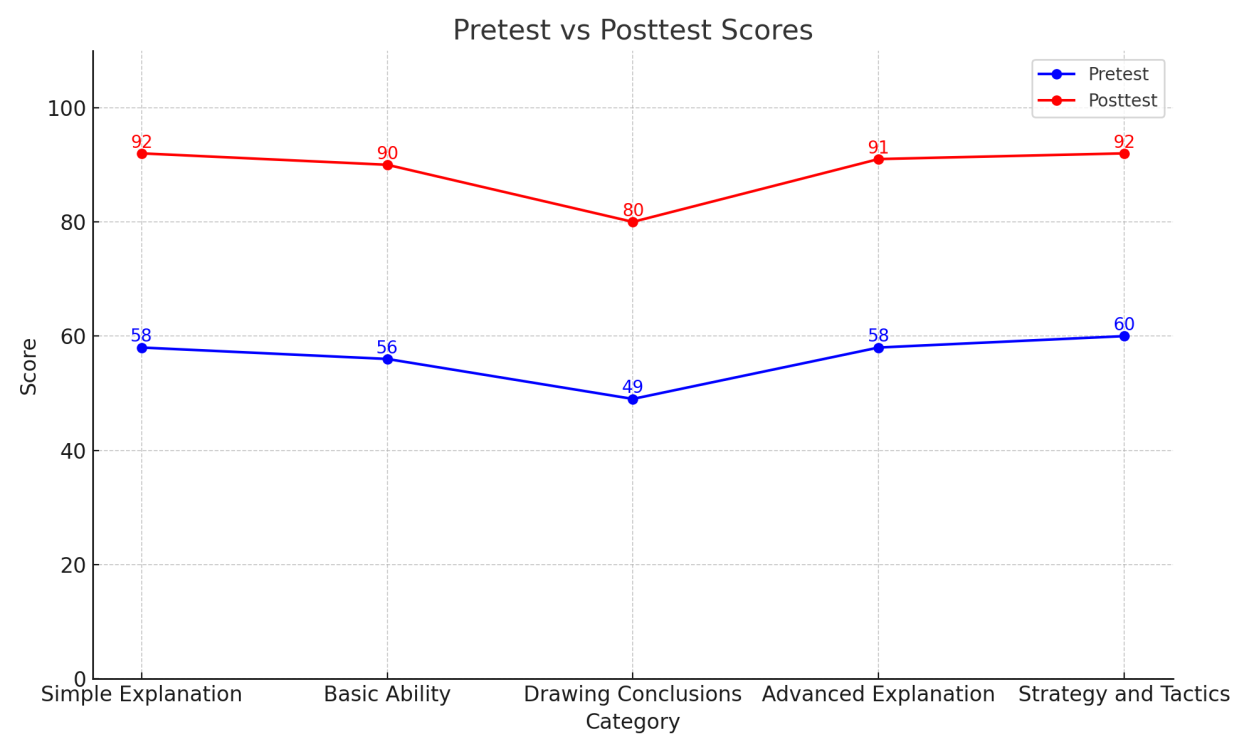 Pretest vs Posttest Scores
Pretest
Posttest
100
80
60
40
20
0
Score
92
90
80
91
92
58
56
49
58
60
Simple Explanation
Basic Ability
Drawing Conclusions
Advanced Explanation
Strategy and Tactics
Category